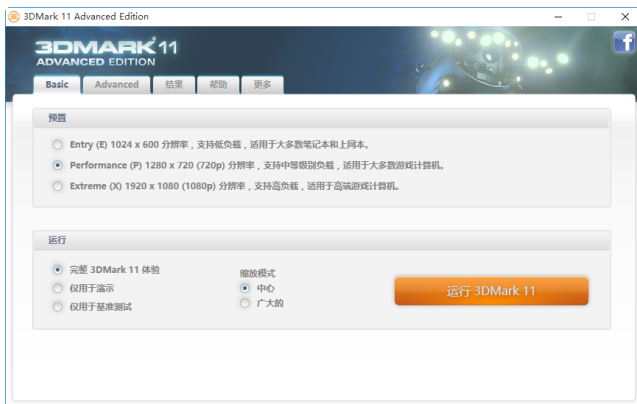 3DMark 11 Advanced Edition
3DMARK'11
ADVANCED EDITION
f
Basic Advanced 结果 帮助 更多
预置
Entry (E) 1024 x 600 分辨率，支持低负载，适用于大多数笔记本和上网本。
Performance (P) 1280 x 720 (720p) 分辨率，支持中等级别负载，适用于大多数游戏计算机。
Extreme (X) 1920 x 1080 (1080p) 分辨率，支持高负载，适用于高端游戏计算机。
运行
完整 3DMark 11 体验
仅用于演示
仅用于基准测试
缩放模式
中心
广大的
运行 3DMark 11